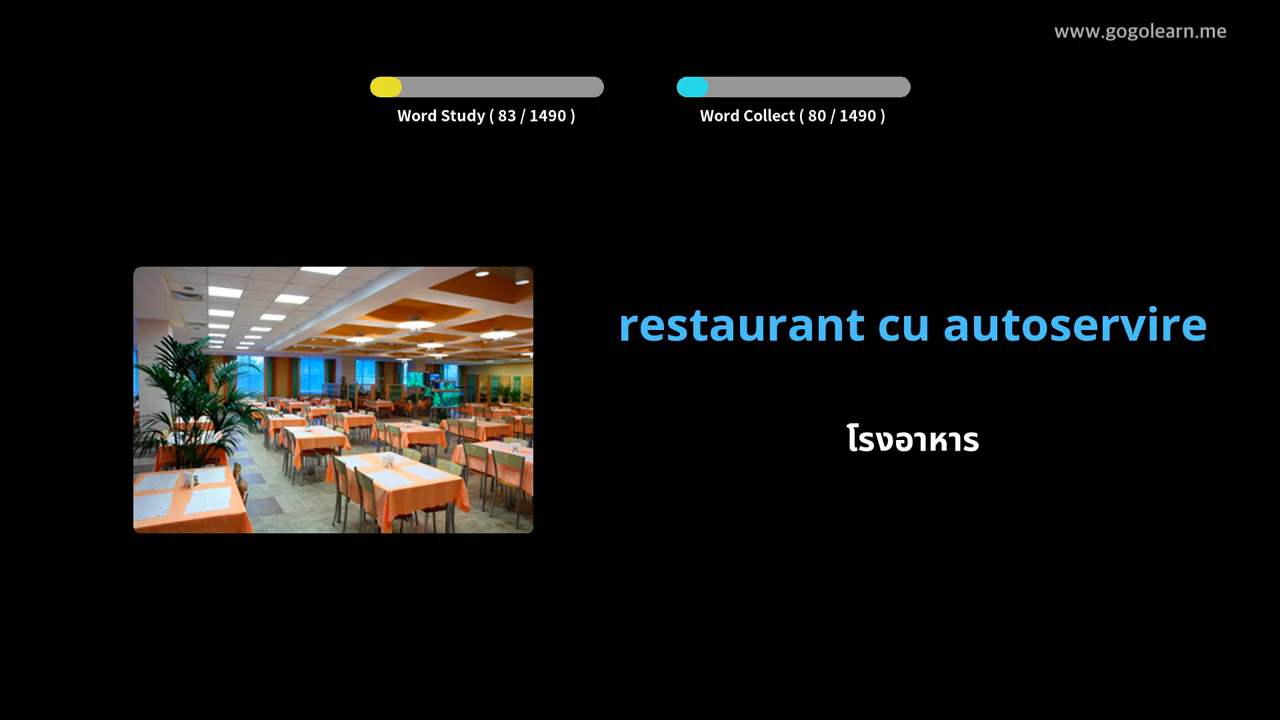 www.gogolearn.me
Word Study ( 83 / 1490 )
Word Collect ( 80 / 1490 )
restaurant cu autoservire
โรงอาหาร